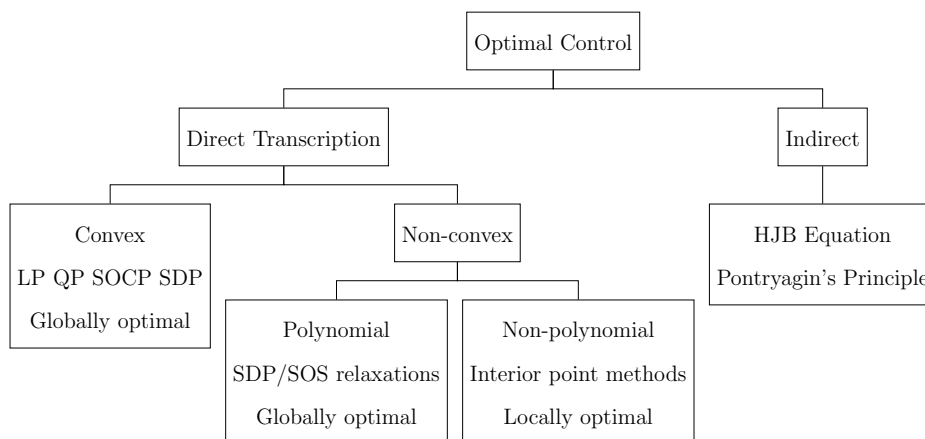 Optimal Control
Direct Transcription
Indirect
Convex
LP QP SOCP SDP
Globally optimal
Non-convex
HJB Equation
Pontryagin's Principle
Polynomial
SDP/SOS relaxations
Globally optimal
Non-polynomial
Interior point methods
Locally optimal